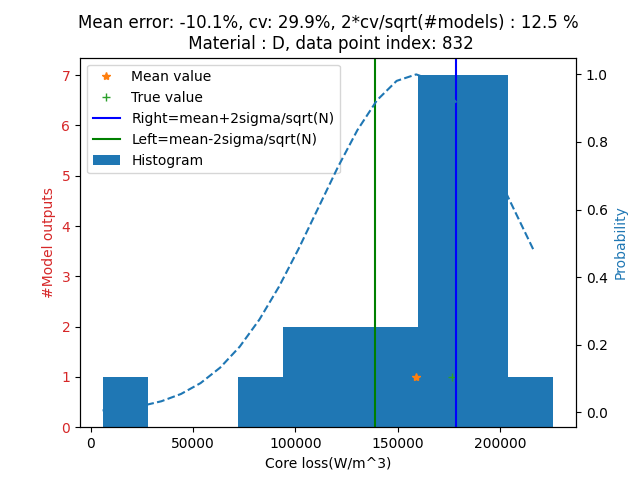 Mean error: -10.1%, cv: 29.9%, 2*cv/sqrt(#models) : 12.5 %
Material : D, data point index: 832
Mean value
True value
Right=mean+2sigma/sqrt(N)
Left=mean-2sigma/sqrt(N)
Histogram
#Model outputs
7
6
5
4
3
2
1
0
1.0
0.8
0.6
0.4
0.2
0.0
Probability
0
50000
100000
150000
200000
Core loss(W/m^3)